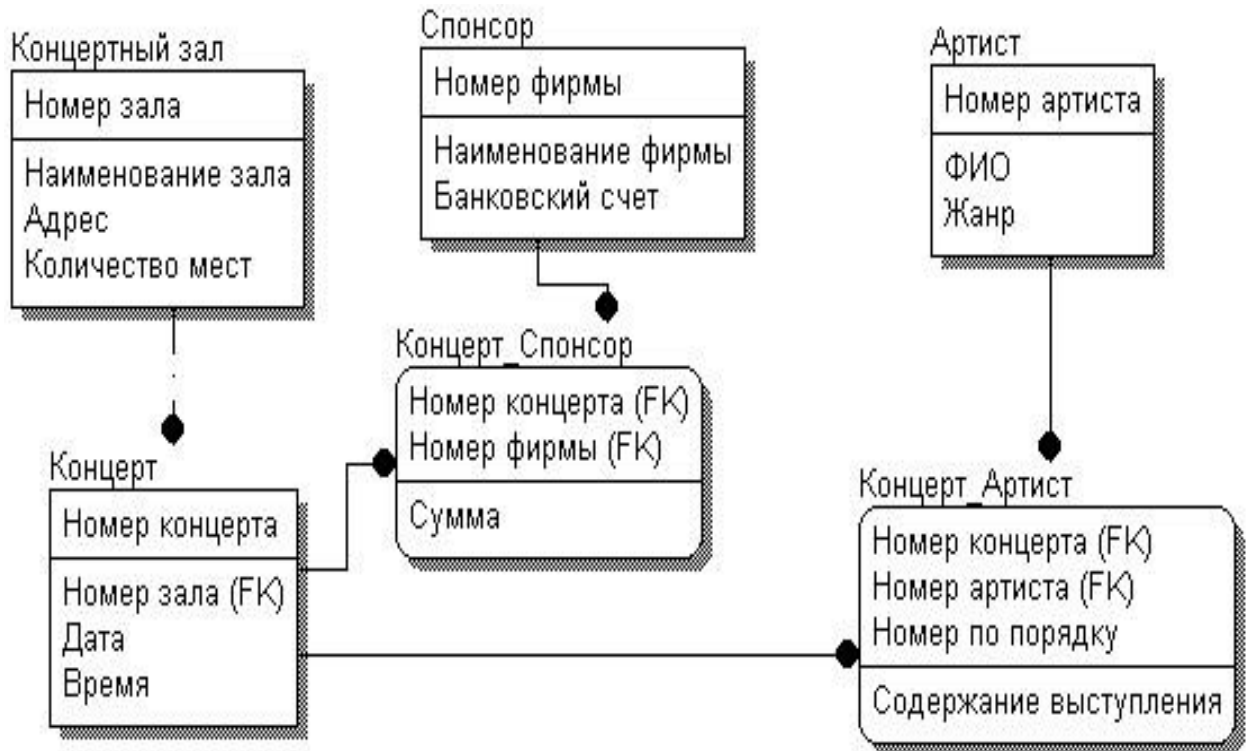 Концертный зал
Номер зала
Наименование зала
Адрес
Количество мест
Спонсор
Номер фирмы
Наименование фирмы
Банковский счет
Артист
Номер артиста
ФИО
Жанр
Концерт_Спонсор
Номер концерта (FK)
Номер фирмы (FK)
Сумма
Концерт
Номер концерта
Номер зала (FK)
Дата
Время
Концерт_Артист
Номер концерта (FK)
Номер артиста (FK)
Номер по порядку
Содержание выступления